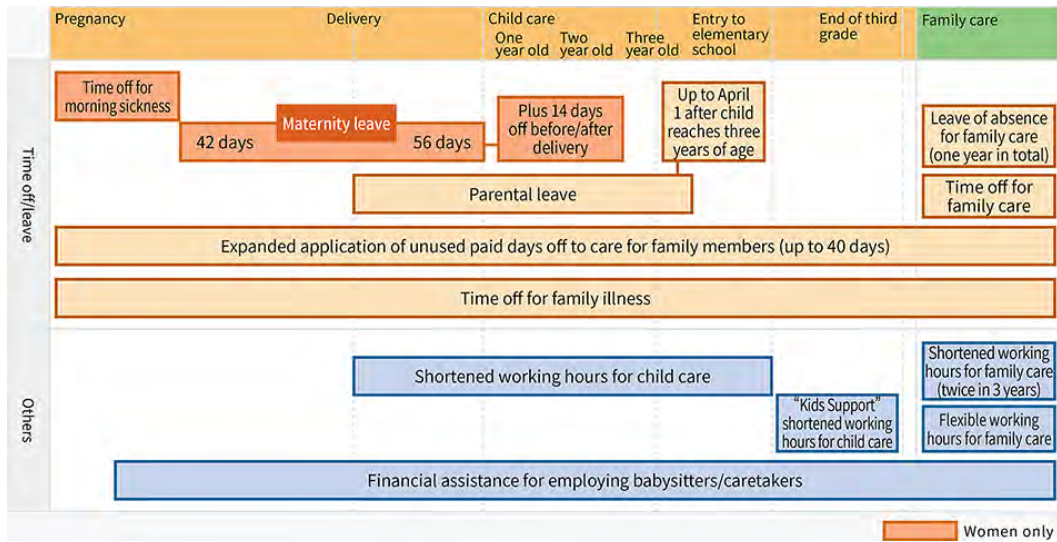 Pregnancy
Delivery
Child care
One
year old
Two
year old
Three
year old
Entry to
elementary
school
End of third
grade
Family care
Time off/leave
Time off for
morning sickness
42 days
Maternity leave
56 days
Plus 14 days
off before/after
delivery
Up to April
1 after child
reaches three
years of age
Leave of absence
for family care
(one year in total)
Parental leave
Time off for
family care
Expanded application of unused paid days off to care for family members (up to 40 days)
Time off for family illness
Others
Shortened working hours for child care
Shortened working
hours for family care
(twice in 3 years)
“Kids Support”
shortened working
hours for child care
Flexible working
hours for family care
Financial assistance for employing babysitters/caretakers
Women only